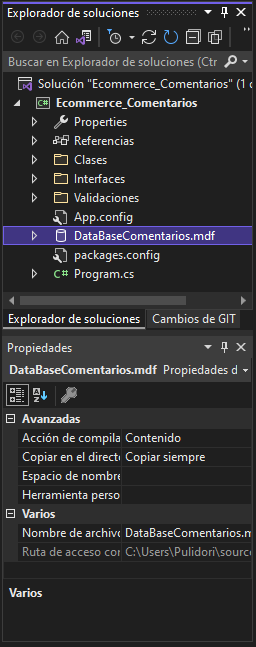 Explorador de soluciones
Buscar en Explorador de soluciones (Ctr
Solución "Ecommerce_Comentarios" (1 c
Ecommerce_Comentarios
Properties
Referencias
Clases
Interfaces
Validaciones
App.config
DataBaseComentarios.mdf
packages.config
C# Program.cs
Explorador de soluciones Cambios de GIT
Propiedades
DataBaseComentarios.mdf Propiedades d
Avanzadas
Acción de compila Contenido
Copiar en el directo Copiar siempre
Espacio de nombre
Herramienta perso
Varios
Nombre de archivo DataBaseComentarios.m
Ruta de acceso con C:\Users\Pulidori\source
Varios